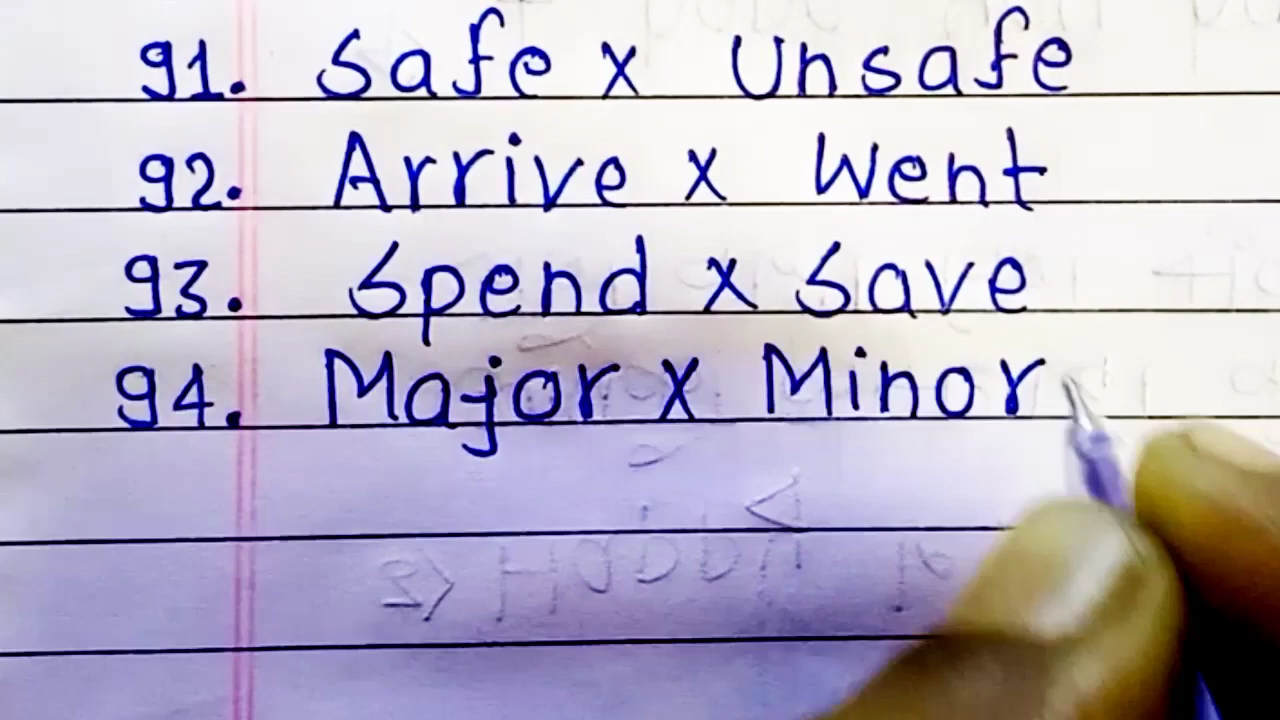 91. Safe x Unsafe
92. Arrive x Went
93. Spend x Save
94. Major x Minor